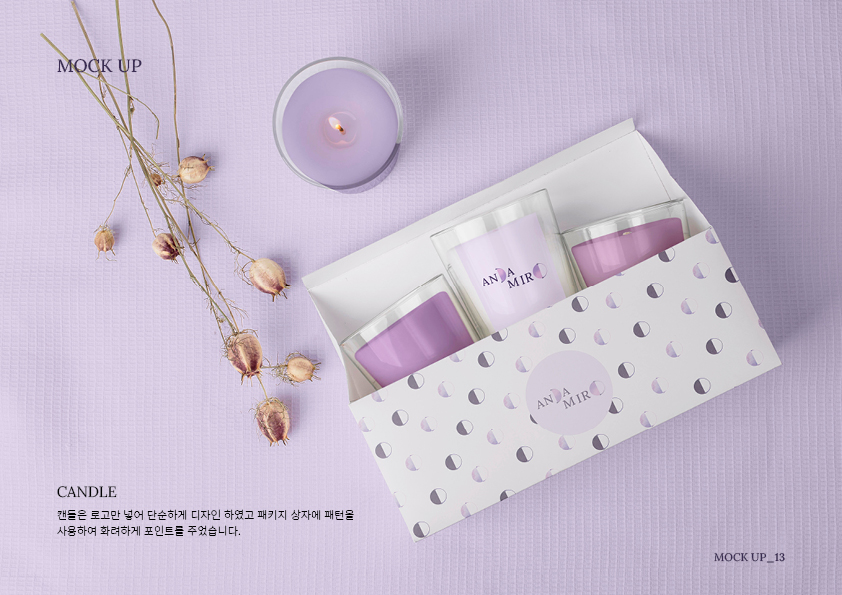 MOCK UP
ANDA
MIRO
ANDA
MIRO
CANDLE
캔들은 로고만 넣어 단순하게 디자인 하였고 패키지 상자에 패턴을
사용하여 화려하게 포인트를 주었습니다.
MOCK UP_13